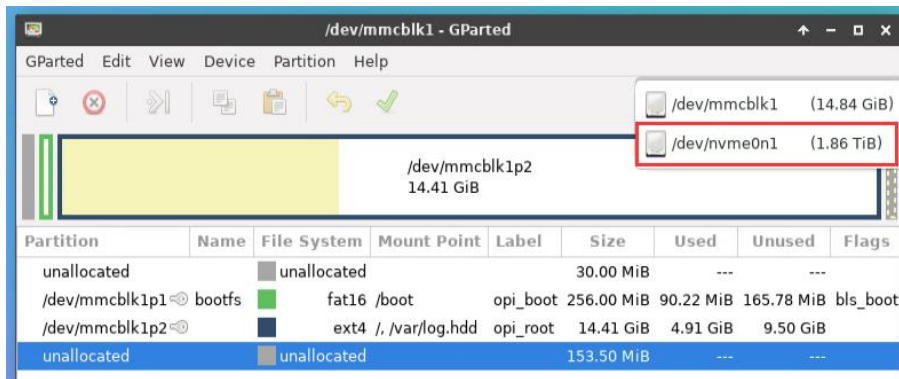 /dev/mmcblk1 - GParted
GParted Edit View Device Partition Help
/dev/mmcblk1 (14.84 GiB)
/dev/nvme0n1 (1.86 TiB)
/dev/mmcblk1p2
14.41 GiB
Partition Name File System Mount Point Label Size Used Unused Flags
unallocated unallocated 30.00 MiB --- ---
/dev/mmcblk1p1 bootfs fat16 /boot opi_boot 256.00 MiB 90.22 MiB 165.78 MiB bls_boot
/dev/mmcblk1p2 ext4 /, /var/log.hdd opi_root 14.41 GiB 4.91 GiB 9.50 GiB
unallocated unallocated 153.50 MiB --- ---